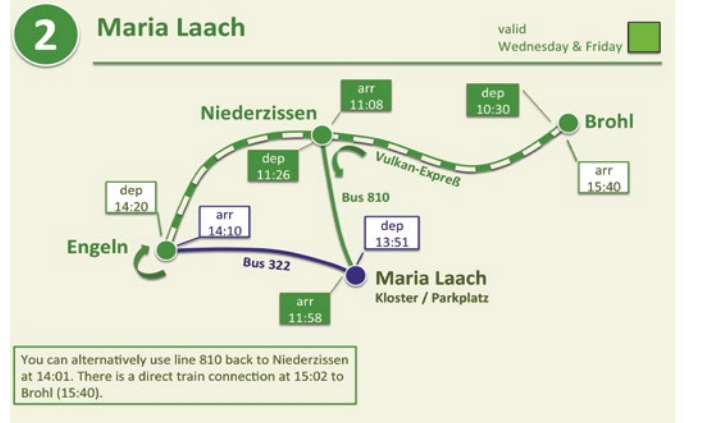 2
Maria Laach
valid
Wednesday & Friday
arr
11:08
dep
10:30
Niederzissen
Brohl
dep
11:26
Vulkan-Expreß
arr
15:40
Bus 810
dep
14:20
arr
14:10
dep
13:51
Engeln
Bus 322
Maria Laach
Kloster / Parkplatz
arr
11:58
You can alternatively use line 810 back to Niederzissen
at 14:01. There is a direct train connection at 15:02 to
Brohl (15:40).